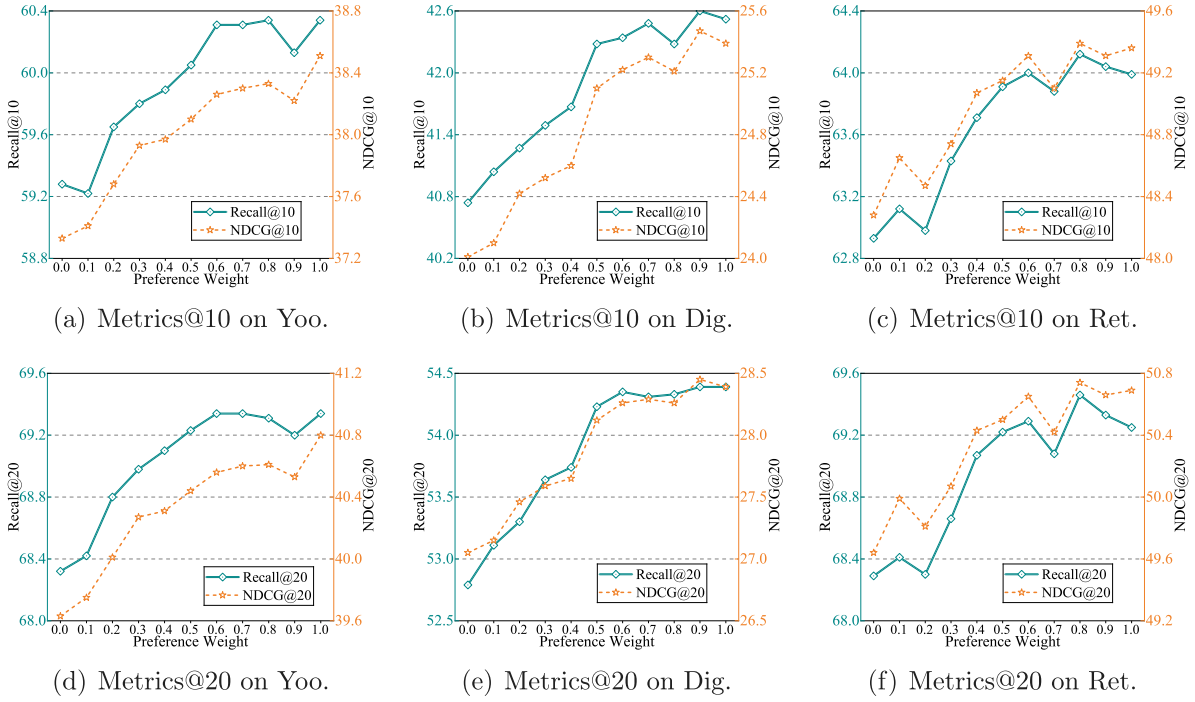 60.4
60.0
59.6
59.2
58.8
Recall@10
38.8
38.4
38.0
37.6
37.2
NDCG@10
Recall@10
NDCG@10
0.0 0.1 0.2 0.3 0.4 0.5 0.6 0.7 0.8 0.9 1.0
Preference Weight
(a) Metrics@10 on Yoo.
42.6
42.0
41.4
40.8
40.2
Recall@10
25.6
25.2
24.8
24.4
24.0
NDCG@10
Recall@10
NDCG@10
0.0 0.1 0.2 0.3 0.4 0.5 0.6 0.7 0.8 0.9 1.0
Preference Weight
(b) Metrics@10 on Dig.
64.4
64.0
63.6
63.2
62.8
Recall@10
49.6
49.2
48.8
48.4
48.0
NDCG@10
Recall@10
NDCG@10
0.0 0.1 0.2 0.3 0.4 0.5 0.6 0.7 0.8 0.9 1.0
Preference Weight
(c) Metrics@10 on Ret.
69.6
69.2
68.8
68.4
68.0
Recall@20
41.2
40.8
40.4
40.0
39.6
NDCG@20
Recall@20
NDCG@20
0.0 0.1 0.2 0.3 0.4 0.5 0.6 0.7 0.8 0.9 1.0
Preference Weight
(d) Metrics@20 on Yoo.
54.5
54.0
53.5
53.0
52.5
Recall@20
28.5
28.0
27.5
27.0
26.5
NDCG@20
Recall@20
NDCG@20
0.0 0.1 0.2 0.3 0.4 0.5 0.6 0.7 0.8 0.9 1.0
Preference Weight
(e) Metrics@20 on Dig.
69.6
69.2
68.8
68.4
68.0
Recall@20
50.8
50.4
50.0
49.6
49.2
NDCG@20
Recall@20
NDCG@20
0.0 0.1 0.2 0.3 0.4 0.5 0.6 0.7 0.8 0.9 1.0
Preference Weight
(f) Metrics@20 on Ret.